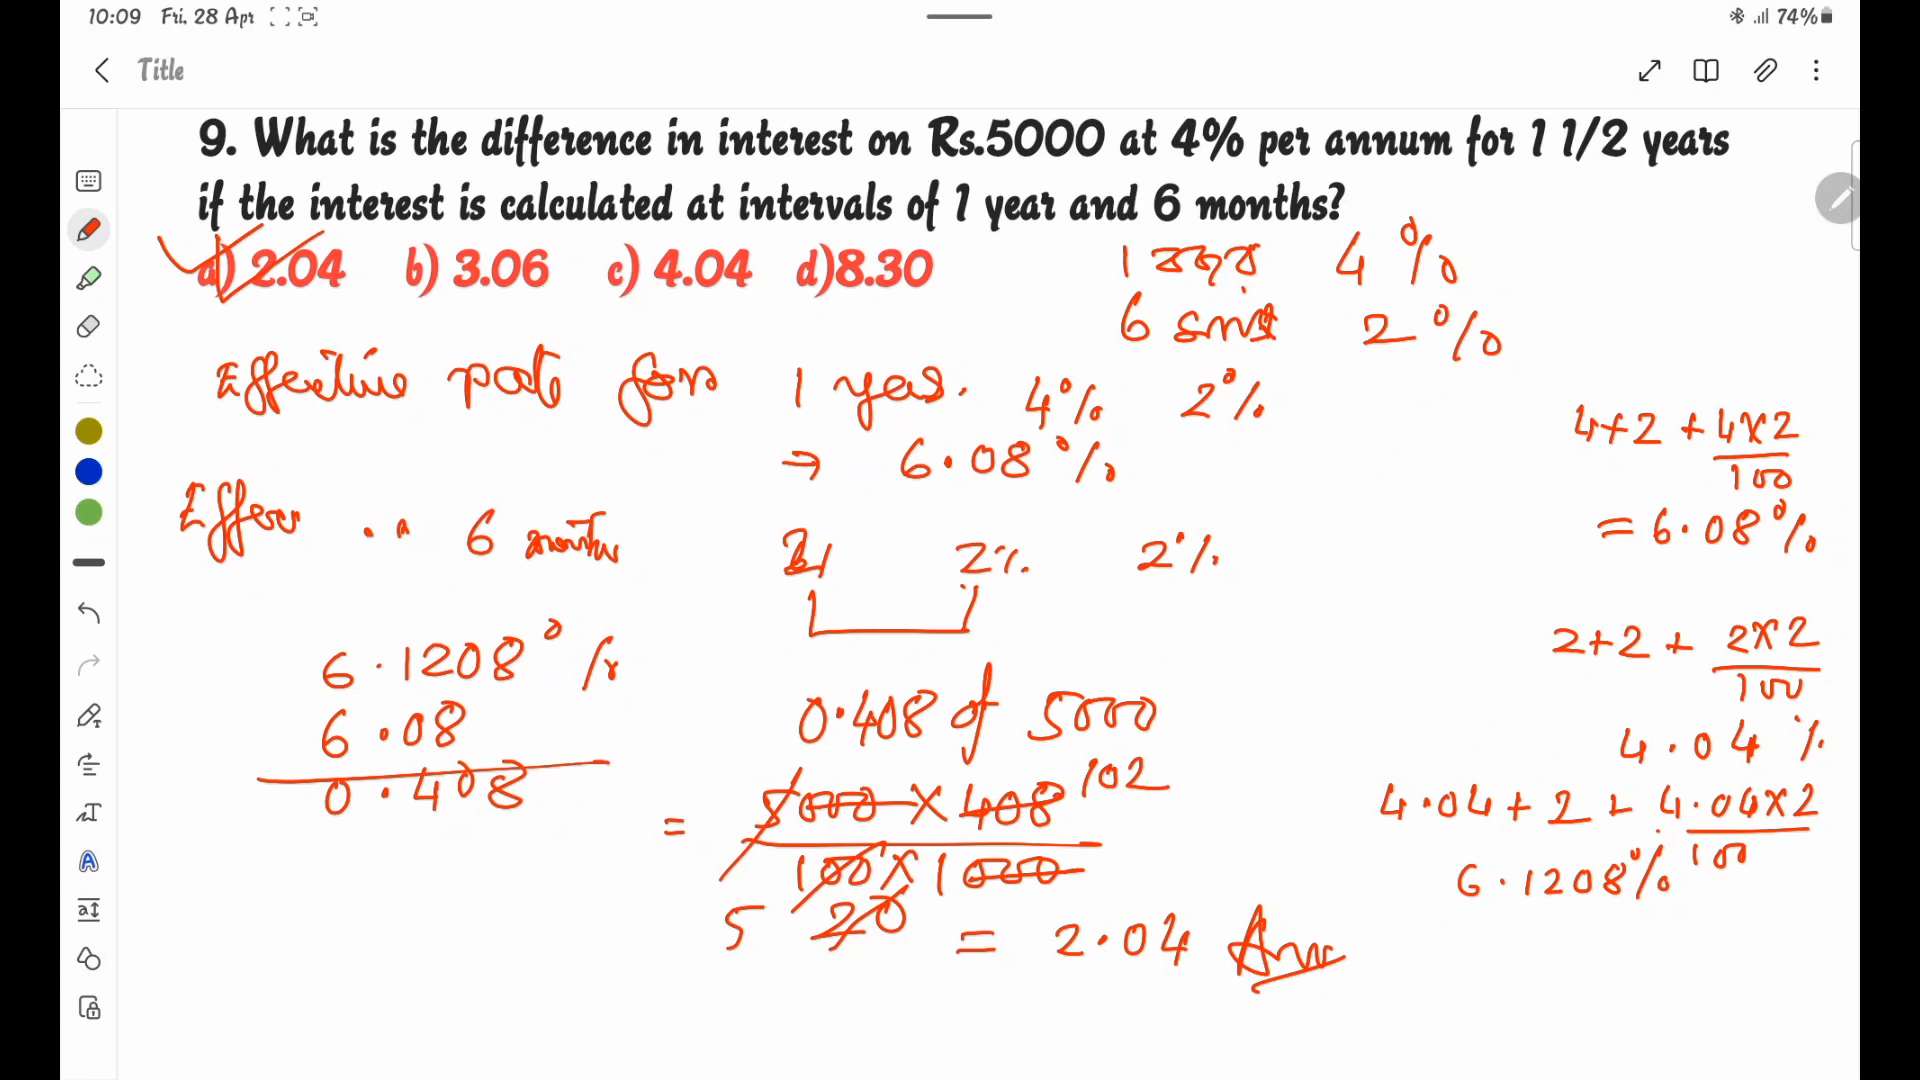 10:09 Fri, 28 Apr
74%
Title
9. What is the difference in interest on Rs.5000 at 4% per annum for 1 1/2 years
if the interest is calculated at intervals of 1 year and 6 months?
a) 2.04 b) 3.06 c) 4.04 d)8.30
1 4%
6 2%
Effective for 1 4% 2%
⇒ 6.08%
4+2 + 4x2
100
= 6.08%
6 2% 2%
2+2 + 2x2
100
4.04%
4.04 + 2 + 4.04x2
100
6.1208%
6.1208%
6.08
0.408
0.408 of 5000
= 5000 x 408 102
100 x 1000
5 20 = 2.04 Ans